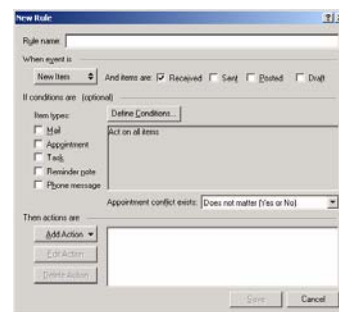 New Rule
Rule name:
When event is
New Item And items are: Received Sent Posted Draft
If conditions are (optional)
Item types: Define Conditions...
Mail
Act on all items
Appointment
Task
Reminder note
Phone message
Appointment conflict exists: Does not matter (Yes or No)
Then actions are
Add Action
Edit Action
Delete Action
Save Cancel